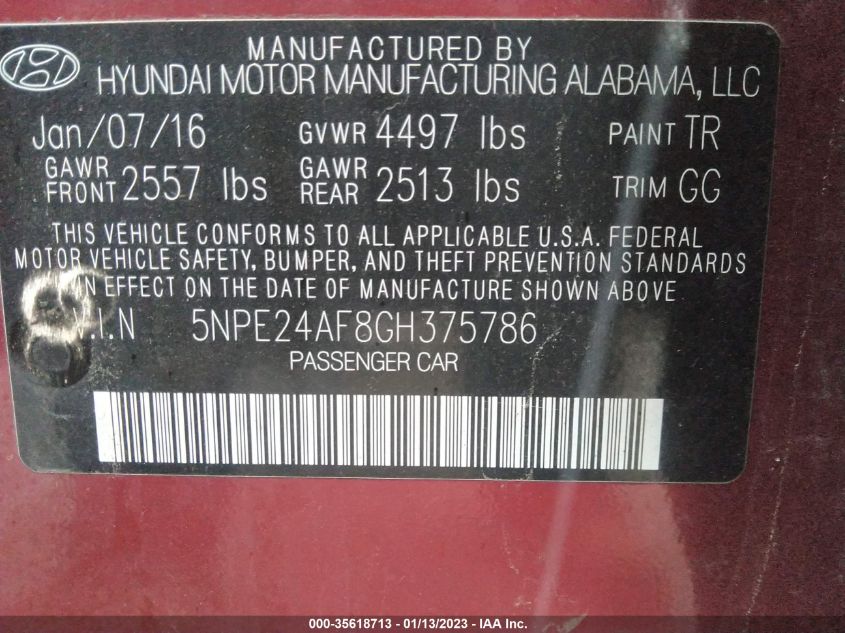 MANUFACTURED BY
HYUNDAI MOTOR MANUFACTURING ALABAMA, LLC
Jan/07/16 GVWR 4497 lbs PAINT TR
GAWR FRONT 2557 lbs GAWR REAR 2513 lbs TRIM GG
THIS VEHICLE CONFORMS TO ALL APPLICABLE U.S.A. FEDERAL
MOTOR VEHICLE SAFETY, BUMPER, AND THEFT PREVENTION STANDARDS
IN EFFECT ON THE DATE OF MANUFACTURE SHOWN ABOVE
V.I.N 5NPE24AF8GH375786
PASSENGER CAR
000-35618713 - 01/13/2023 - IAA Inc.